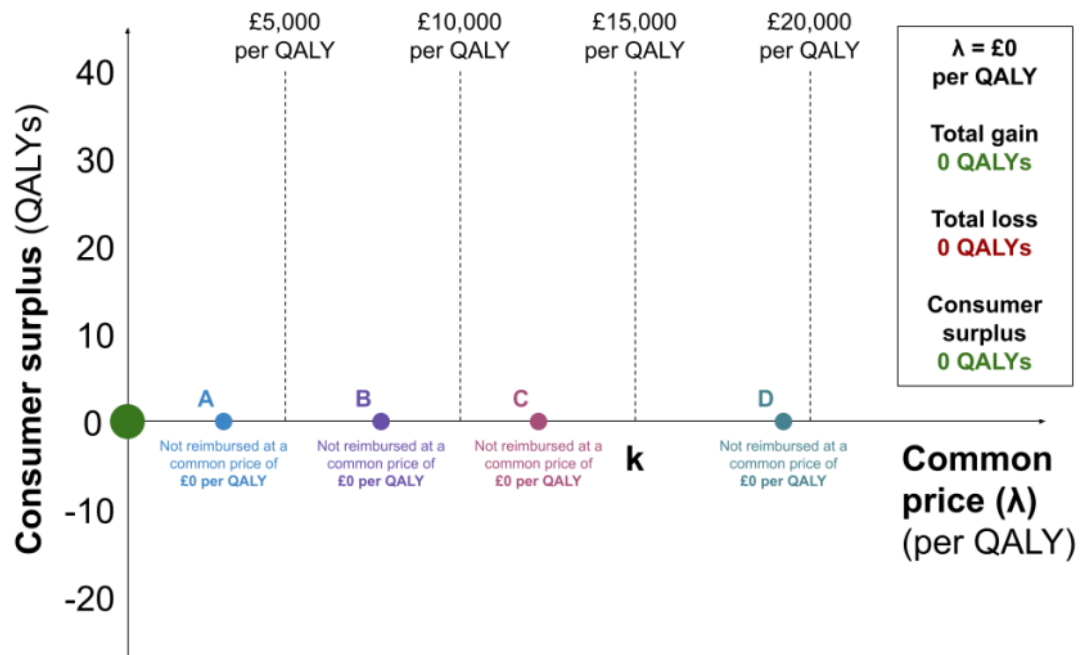 £5,000
per QALY
£10,000
per QALY
£15,000
per QALY
£20,000
per QALY
λ = £0
per QALY
Total gain
0 QALYs
Total loss
0 QALYs
Consumer
surplus
0 QALYs
Consumer surplus (QALYs)
40
30
20
10
0
-10
-20
A
Not reimbursed at a
common price of
£0 per QALY
B
Not reimbursed at a
common price of
£0 per QALY
C
Not reimbursed at a
common price of
£0 per QALY
k
D
Not reimbursed at a
common price of
£0 per QALY
Common
price (λ)
(per QALY)